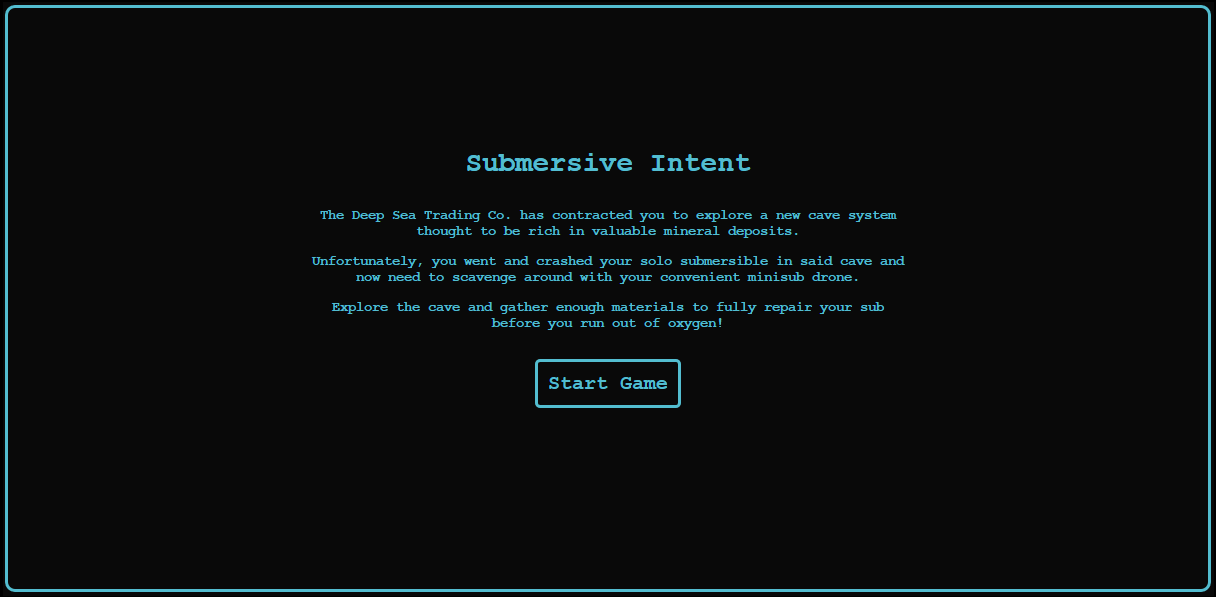 Submersive Intent
The Deep Sea Trading Co. has contracted you to explore a new cave system
thought to be rich in valuable mineral deposits.
Unfortunately, you went and crashed your solo submersible in said cave and
now need to scavenge around with your convenient minisub drone.
Explore the cave and gather enough materials to fully repair your sub
before you run out of oxygen!
Start Game